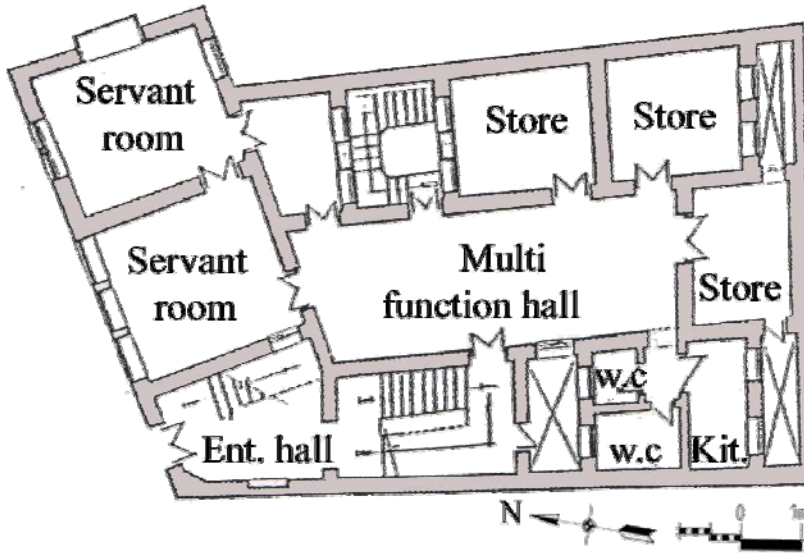 Servant
room
Store
Store
Servant
room
Multi
function hall
Store
w.c
Ent. hall
w.c
Kit.
N
0